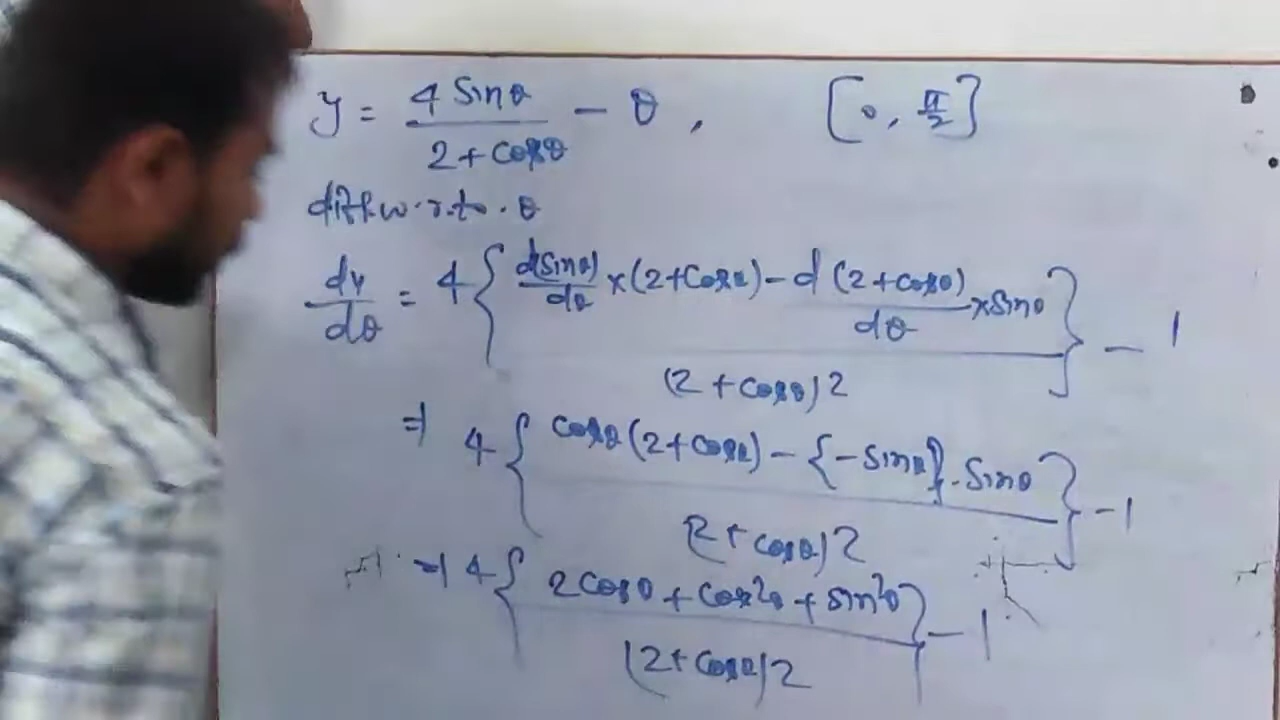 y = 4 Sinθ / 2 + Cosθ − θ , [0, π/2]
diff. w.r.to. θ
dy/dθ = 4 { d(Sinθ)/dθ × (2+Cosθ) − d (2+Cosθ)/dθ × Sinθ / (2 + Cosθ)2 } − 1
⇒ 4 { Cosθ (2+Cosθ) − {−Sinθ} . Sinθ / (2 + Cosθ)2 } − 1
⇒ 4 { 2Cosθ + Cos²θ + Sin²θ / (2+Cosθ)2 } − 1